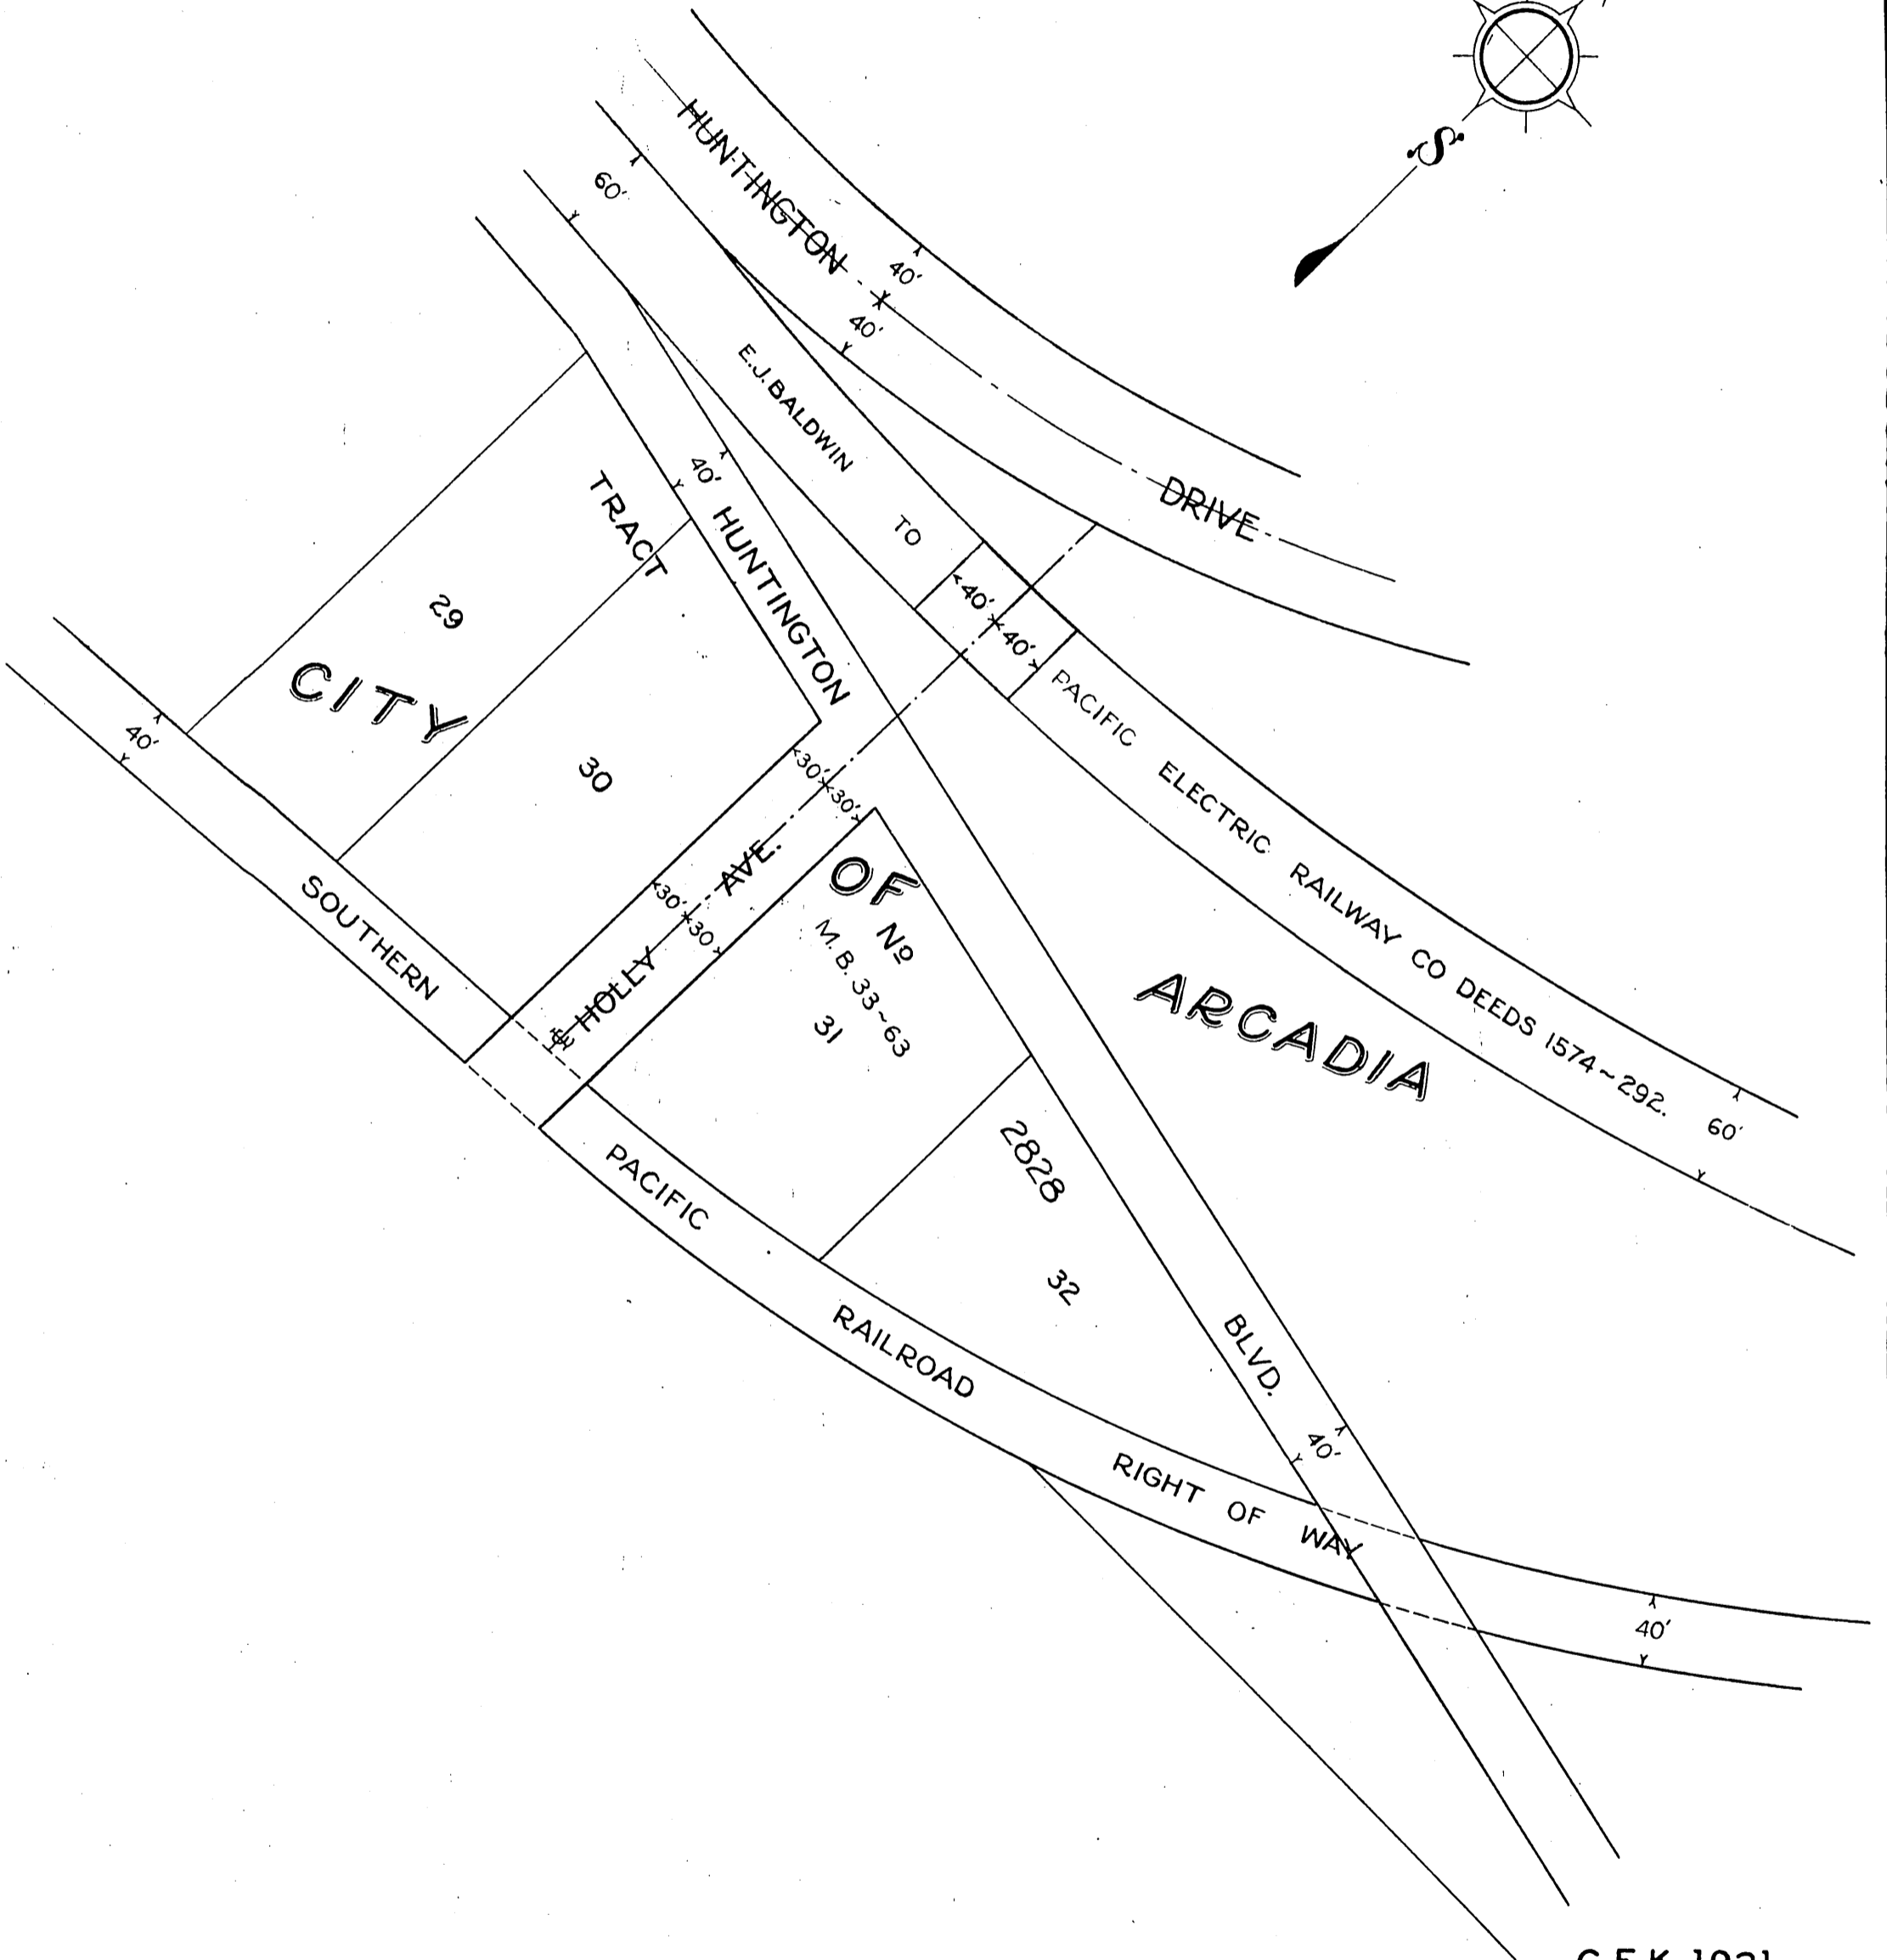 S
HUNTINGTON DRIVE
60'
40'
40'
E.J. BALDWIN TO PACIFIC ELECTRIC RAILWAY CO DEEDS 1574~292.
60'
40' 40'
TRACT No 2828
M.B. 33~63
40' HUNTINGTON BLVD. 40'
CITY OF ARCADIA
29
30
31
32
30' 30'
30' 30'
℄ HOLLY AVE.
40'
SOUTHERN PACIFIC RAILROAD RIGHT OF WAY
40'